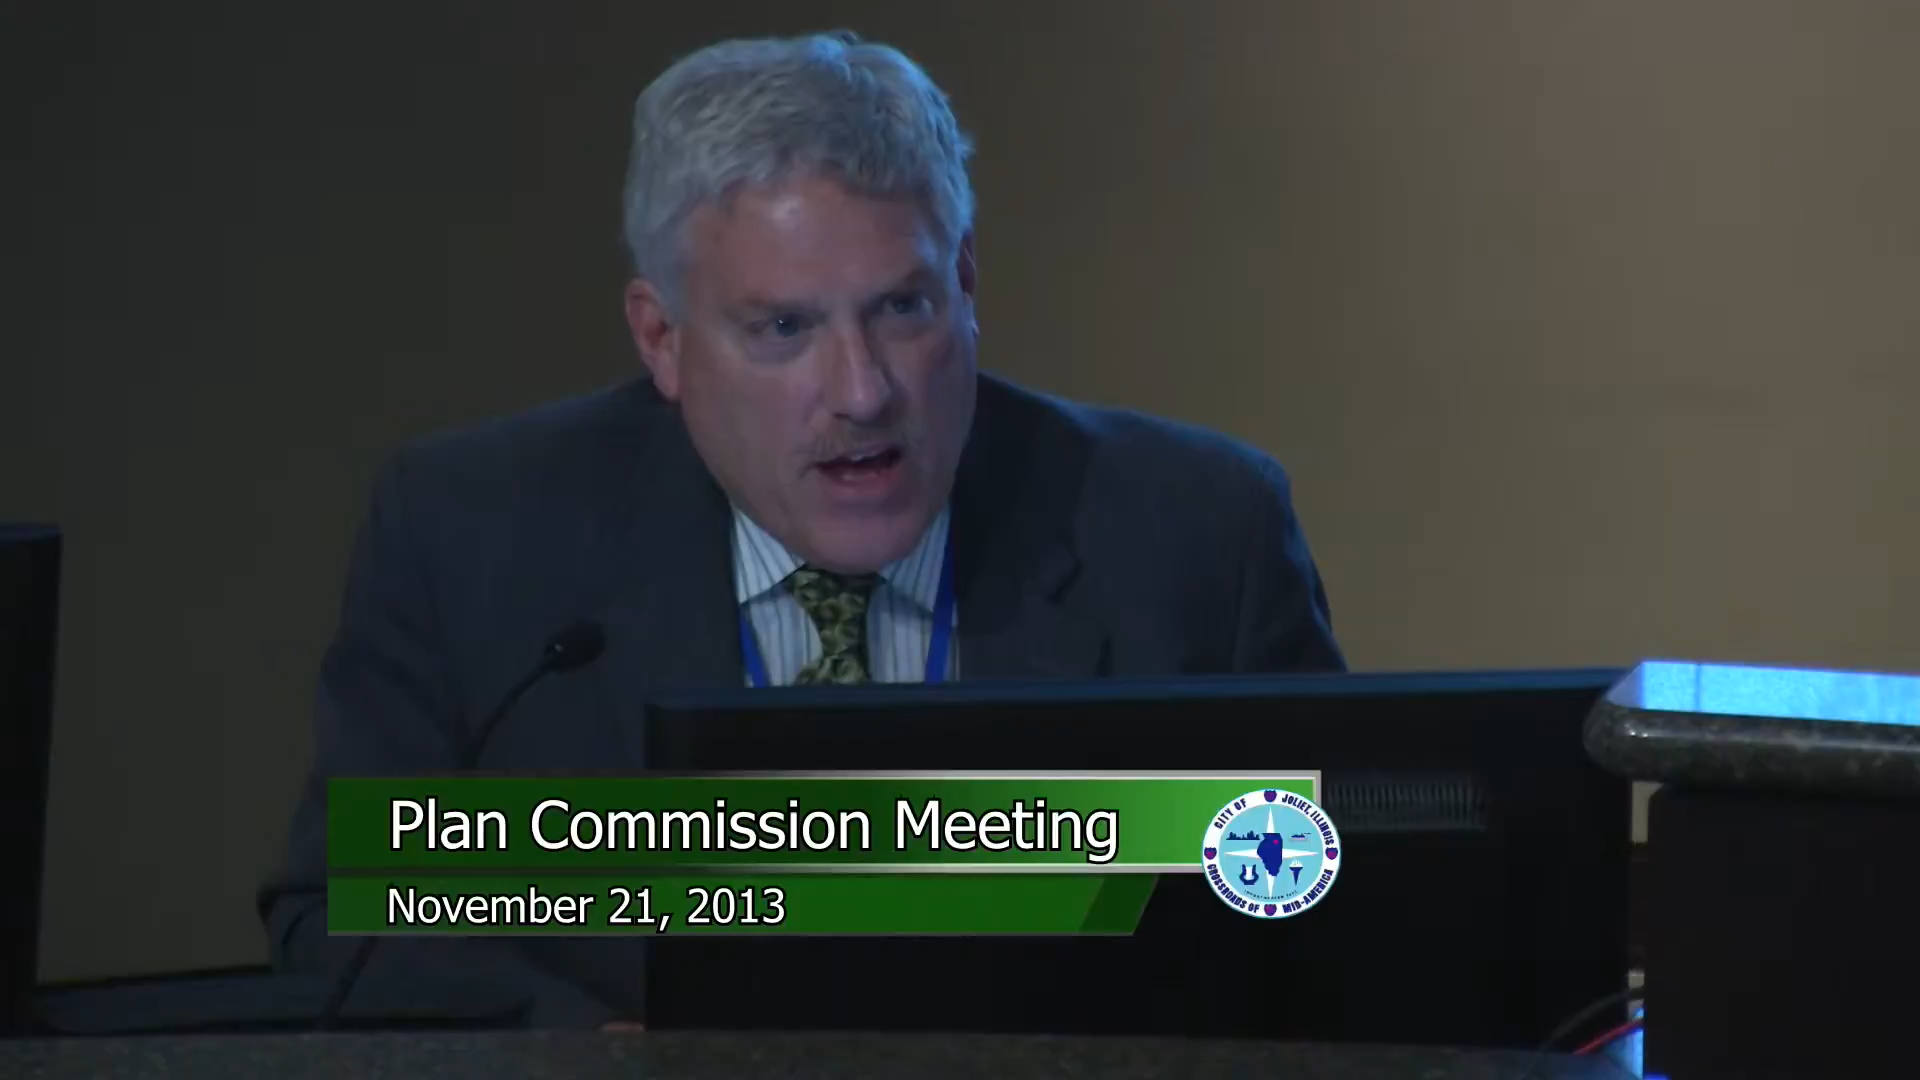 Plan Commission Meeting
November 21, 2013
CITY OF JOLIET, ILLINOIS
CROSSROADS OF MID-AMERICA